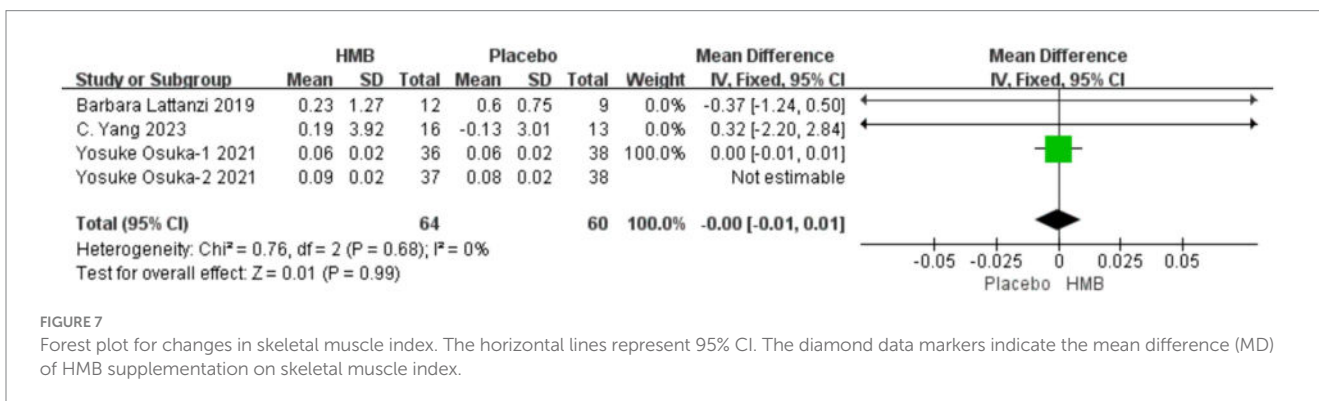 HMB Placebo Mean Difference Mean Difference
Study or Subgroup Mean SD Total Mean SD Total Weight IV, Fixed, 95% CI IV, Fixed, 95% CI
Barbara Lattanzi 2019 0.23 1.27 12 0.6 0.75 9 0.0% -0.37 [-1.24, 0.50]
C. Yang 2023 0.19 3.92 16 -0.13 3.01 13 0.0% 0.32 [-2.20, 2.84]
Yosuke Osuka-1 2021 0.06 0.02 36 0.06 0.02 38 100.0% 0.00 [-0.01, 0.01]
Yosuke Osuka-2 2021 0.09 0.02 37 0.08 0.02 38 Not estimable
Total (95% CI) 64 60 100.0% -0.00 [-0.01, 0.01]
Heterogeneity: Chi² = 0.76, df = 2 (P = 0.68); I² = 0%
Test for overall effect: Z = 0.01 (P = 0.99)
-0.05 -0.025 0 0.025 0.05
Placebo HMB
FIGURE 7
Forest plot for changes in skeletal muscle index. The horizontal lines represent 95% CI. The diamond data markers indicate the mean difference (MD)
of HMB supplementation on skeletal muscle index.